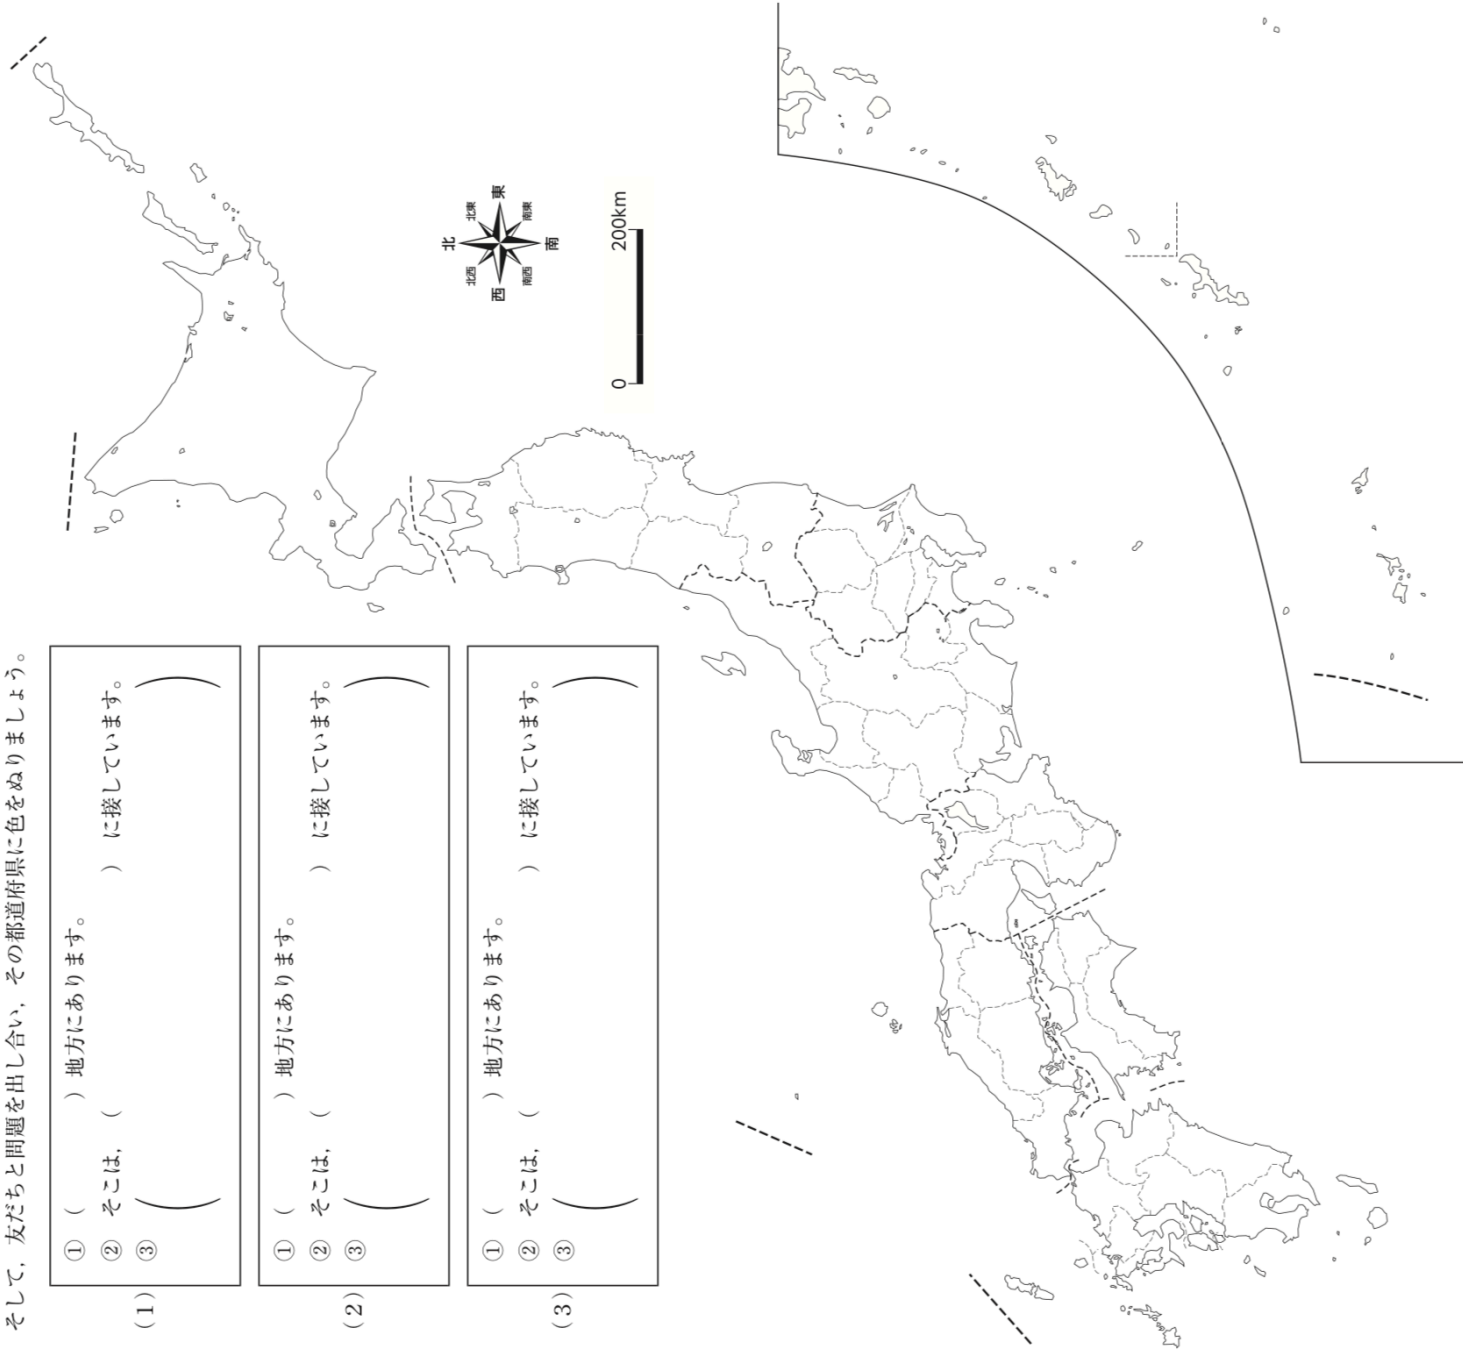 そして，友だちと問題を出し合い，その都道府県に色をぬりましょう。
(1)
① (　　　) 地方にあります。
② そこは，(　　　) に接しています。
③ (　　　)
(2)
① (　　　) 地方にあります。
② そこは，(　　　) に接しています。
③ (　　　)
(3)
① (　　　) 地方にあります。
② そこは，(　　　) に接しています。
③ (　　　)
北
北東
東
南東
南
南西
西
北西
0 200km